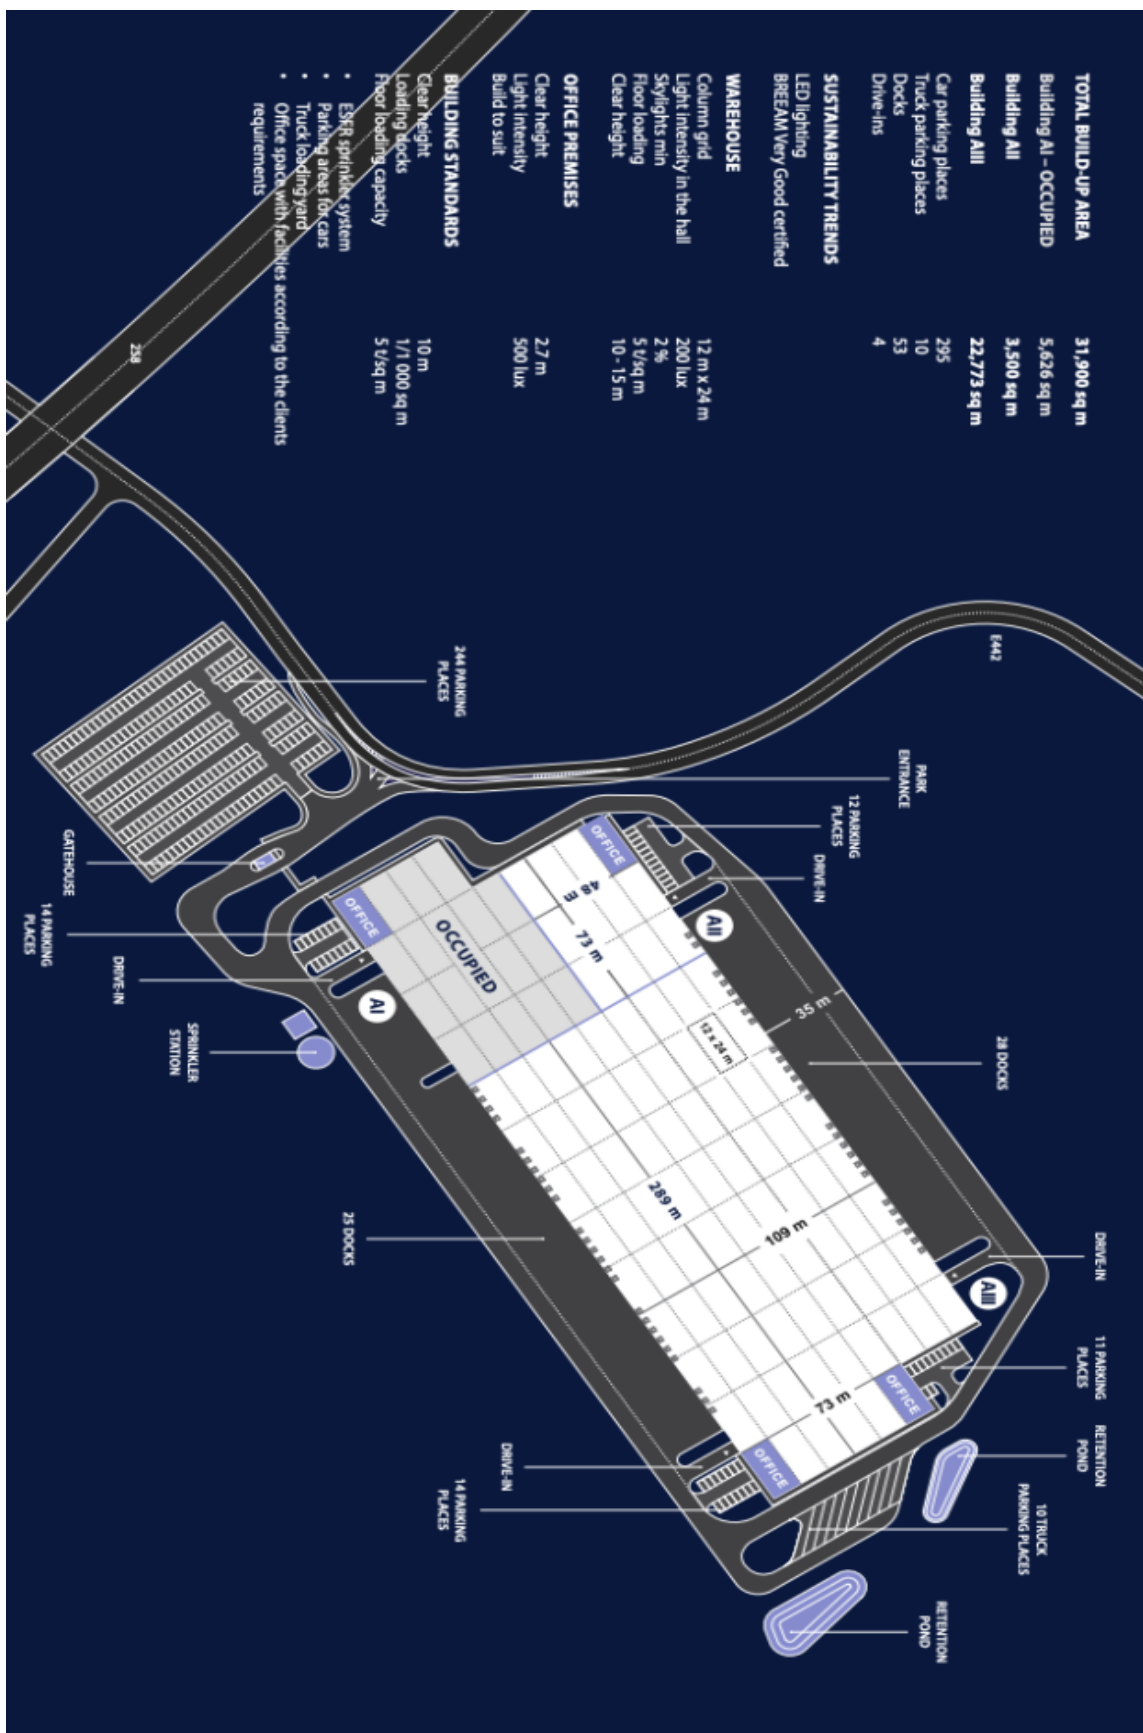 TOTAL BUILD-UP AREA 31,900 sq m
Building AI – OCCUPIED 5,626 sq m
Building AII 3,500 sq m
Building AIII 22,773 sq m
Car parking places 295
Truck parking places 10
Docks 53
Drive-ins 4
SUSTAINABILITY TRENDS
LED lighting
BREEAM Very Good certified
WAREHOUSE
Column grid 12 m x 24 m
Light intensity in the hall 200 lux
Skylights min 2 %
Floor loading 5 t/sq m
Clear height 10 - 15 m
OFFICE PREMISES
Clear height 2.7 m
Light intensity 500 lux
Build to suit
BUILDING STANDARDS
Clear height 10 m
Loading docks 1/1 000 sq m
Floor loading capacity 5 t/sq m
• ESFR sprinkler system
• Parking areas for cars
• Truck loading yard
• Office space with facilities according to the clients
requirements
258
E442
244 PARKING
PLACES
PARK
ENTRANCE
12 PARKING
PLACES
DRIVE-IN
GATEHOUSE
14 PARKING
PLACES
DRIVE-IN
SPRINKLER
STATION
OFFICE
OFFICE
48 m
73 m
OCCUPIED
AI
AII
35 m
12 x 24 m
28 DOCKS
289 m
109 m
25 DOCKS
DRIVE-IN
AIII
11 PARKING
PLACES
RETENTION
POND
OFFICE
73 m
OFFICE
DRIVE-IN
14 PARKING
PLACES
10 TRUCK
PARKING PLACES
RETENTION
POND